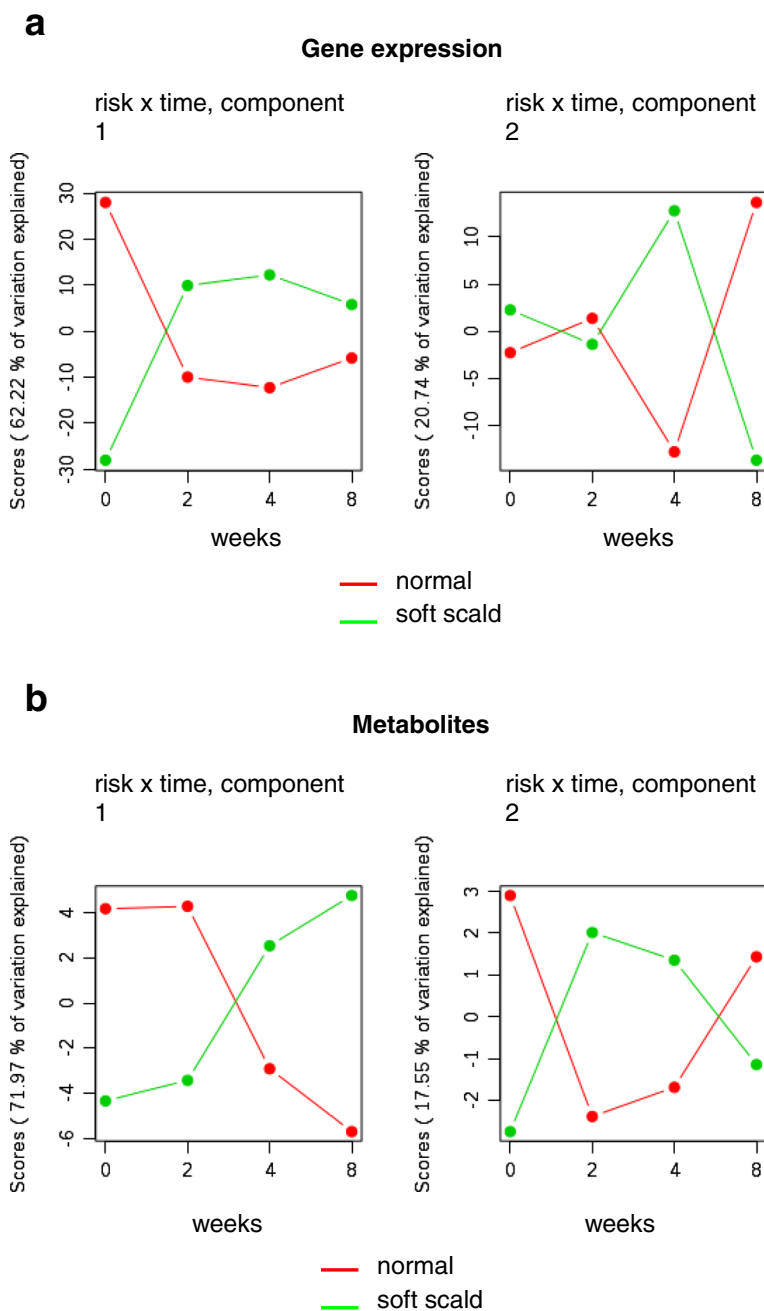 a
Gene expression
risk x time, component
1
risk x time, component
2
Scores ( 62.22 % of variation explained)
30
20
10
0
-10
-20
-30
0 2 4 8
weeks
Scores ( 20.74 % of variation explained)
10
5
0
-5
-10
0 2 4 8
weeks
normal
soft scald
b
Metabolites
risk x time, component
1
risk x time, component
2
Scores ( 71.97 % of variation explained)
4
2
0
-2
-4
-6
0 2 4 8
weeks
Scores ( 17.55 % of variation explained)
3
2
1
0
-1
-2
0 2 4 8
weeks
normal
soft scald